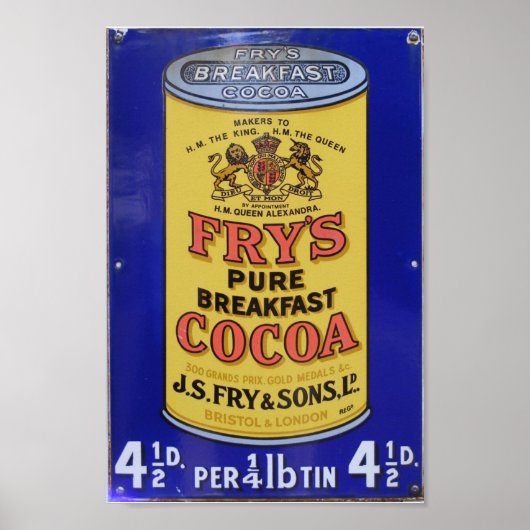 FRY'S
BREAKFAST
COCOA
MAKERS TO
H.M. THE KING. H.M. THE QUEEN
DIEU ET MON DROIT
BY APPOINTMENT
H.M. QUEEN ALEXANDRA.
FRY'S
PURE
BREAKFAST
COCOA
300 GRANDS PRIX, GOLD MEDALS &c.
J.S. FRY & SONS, LD.
BRISTOL & LONDON REGD
4½D. PER ¼lb TIN 4½D.